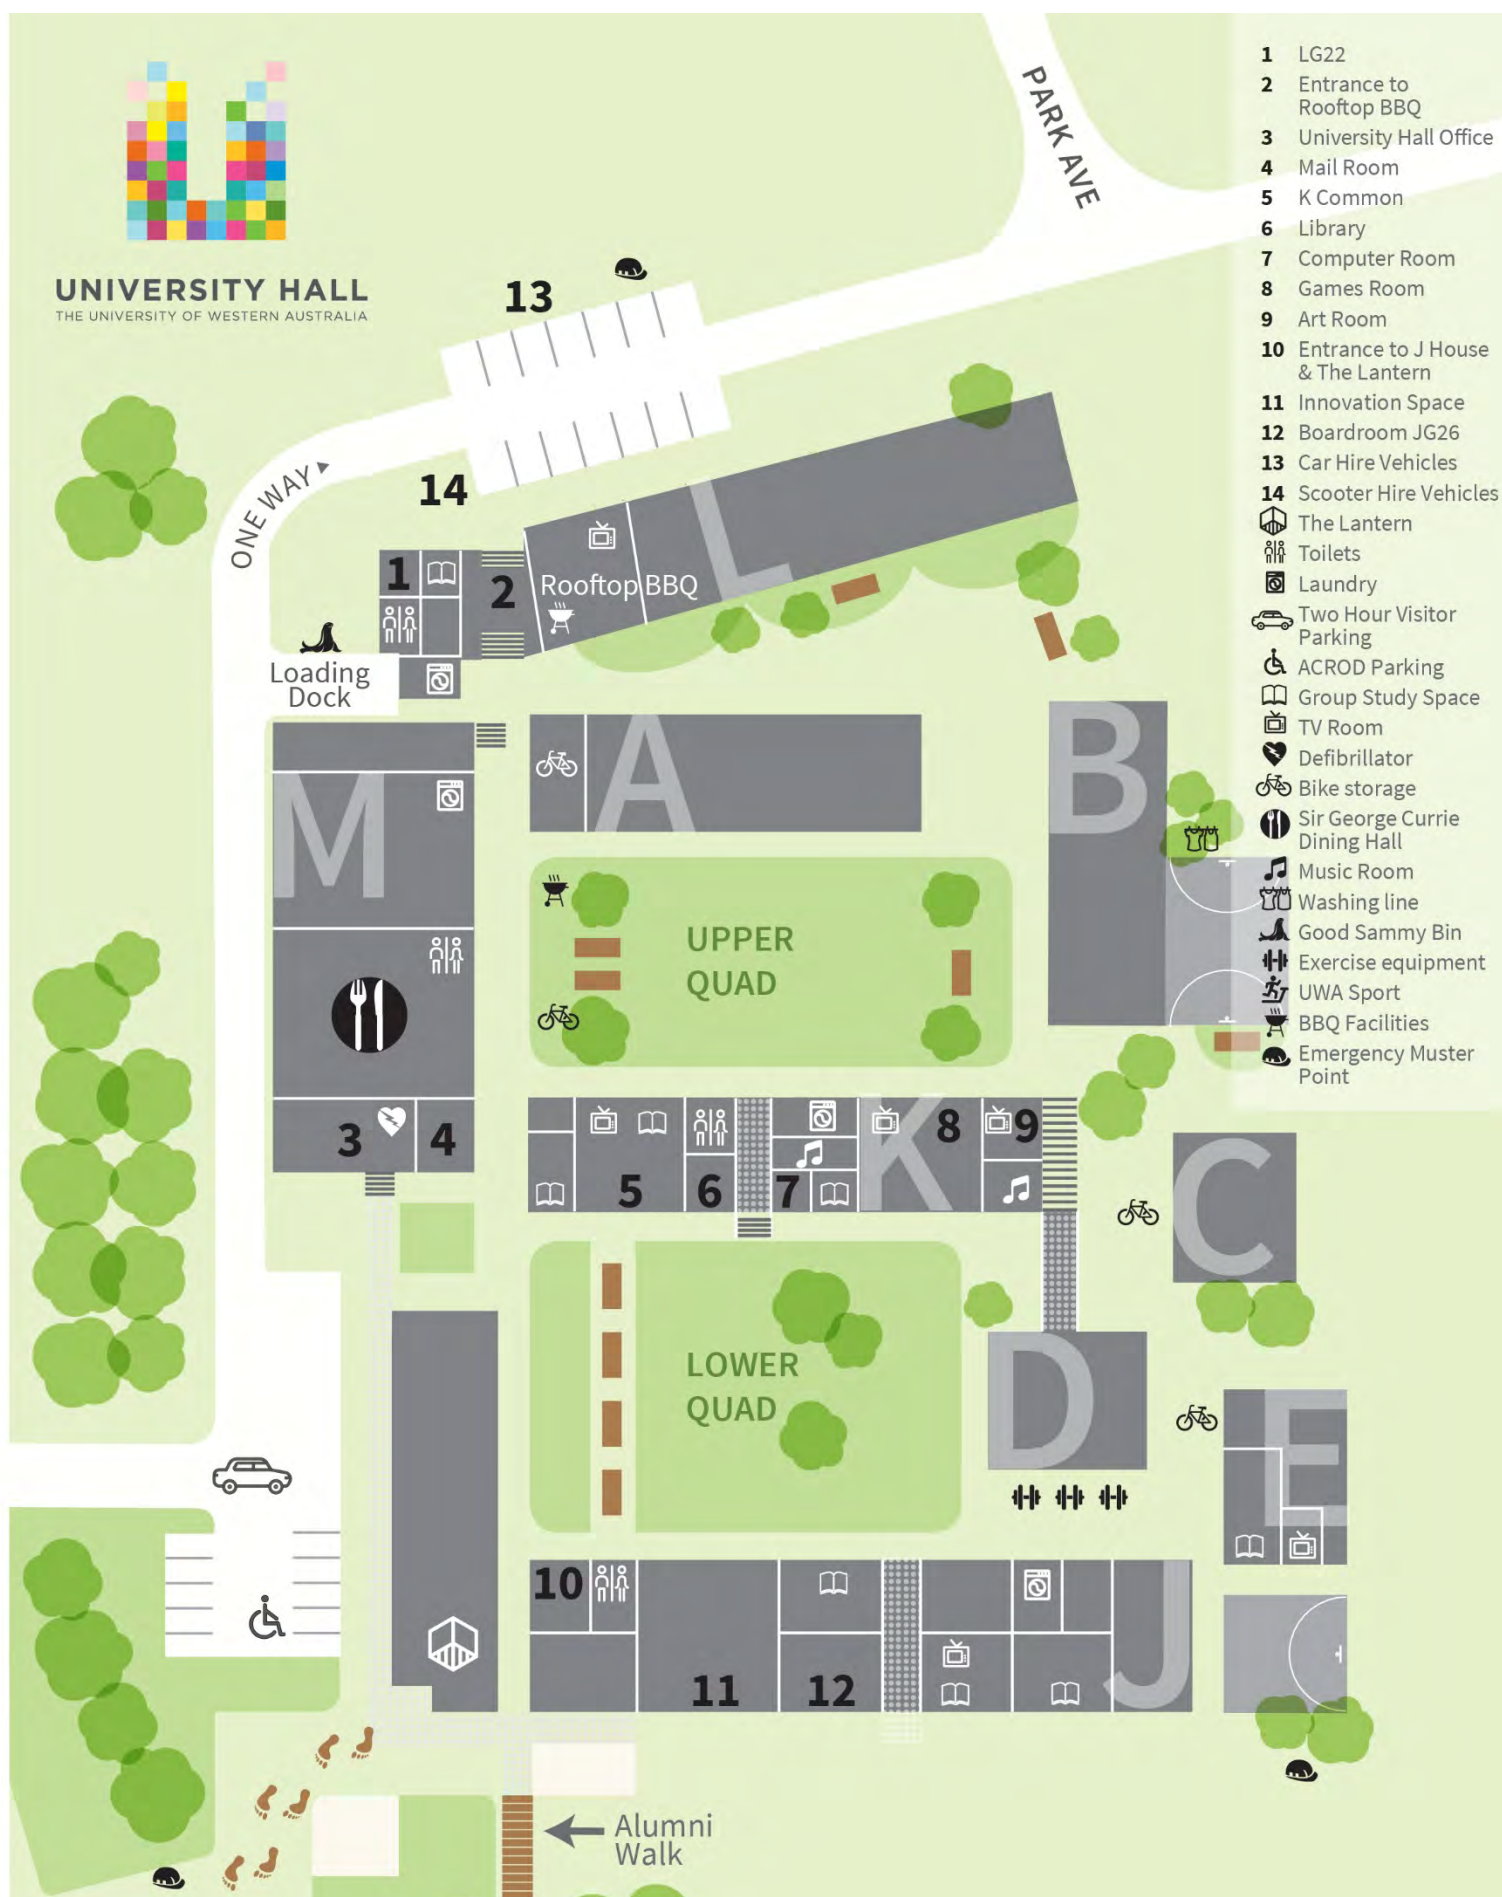 UNIVERSITY HALL
THE UNIVERSITY OF WESTERN AUSTRALIA
PARK AVE
13
14
ONE WAY
1
2
Rooftop BBQ
L
Loading
Dock
M
A
B
UPPER
QUAD
3
4
5
6
7
K
8
9
C
LOWER
QUAD
D
E
10
11
12
J
Alumni
Walk
1 LG22
2 Entrance to
Rooftop BBQ
3 University Hall Office
4 Mail Room
5 K Common
6 Library
7 Computer Room
8 Games Room
9 Art Room
10 Entrance to J House
& The Lantern
11 Innovation Space
12 Boardroom JG26
13 Car Hire Vehicles
14 Scooter Hire Vehicles
The Lantern
Toilets
Laundry
Two Hour Visitor
Parking
ACROD Parking
Group Study Space
TV Room
Defibrillator
Bike storage
Sir George Currie
Dining Hall
Music Room
Washing line
Good Sammy Bin
Exercise equipment
UWA Sport
BBQ Facilities
Emergency Muster
Point